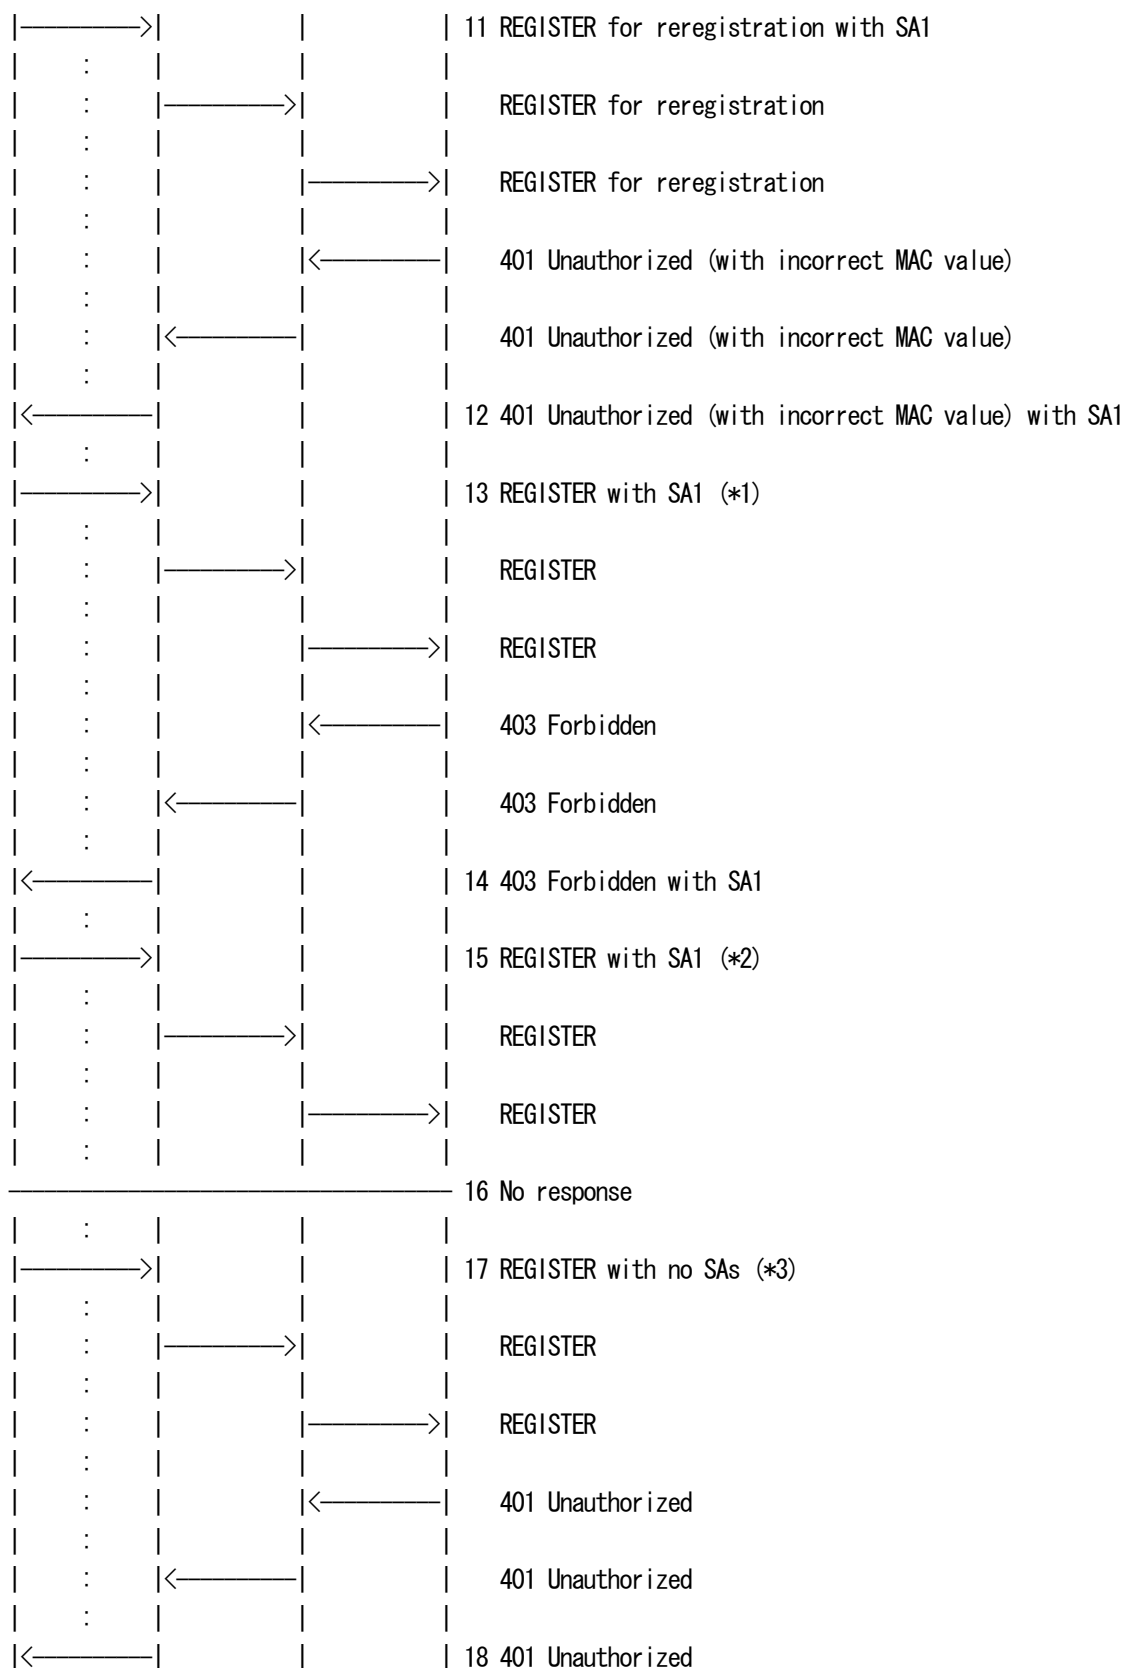 11 REGISTER for reregistration with SA1
REGISTER for reregistration
REGISTER for reregistration
401 Unauthorized (with incorrect MAC value)
401 Unauthorized (with incorrect MAC value)
12 401 Unauthorized (with incorrect MAC value) with SA1
13 REGISTER with SA1 (*1)
REGISTER
REGISTER
403 Forbidden
403 Forbidden
14 403 Forbidden with SA1
15 REGISTER with SA1 (*2)
REGISTER
REGISTER
16 No response
17 REGISTER with no SAs (*3)
REGISTER
REGISTER
401 Unauthorized
401 Unauthorized
18 401 Unauthorized